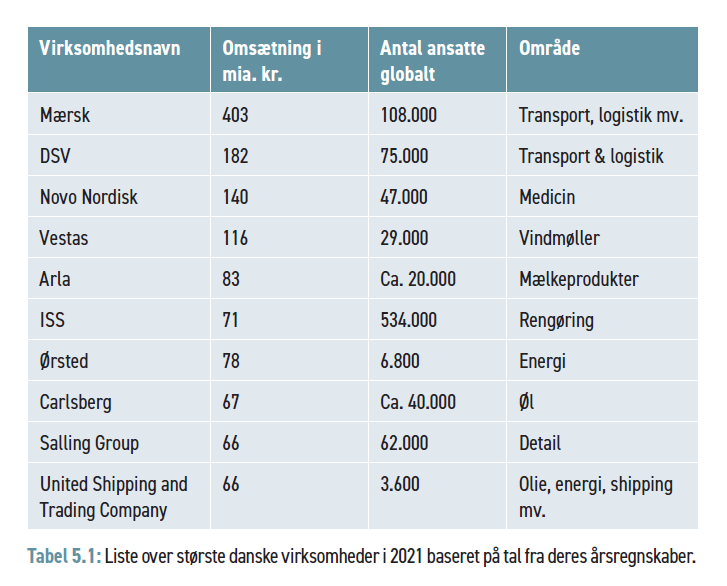 Virksomhedsnavn Omsætning i mia. kr. Antal ansatte globalt Område
Mærsk 403 108.000 Transport, logistik mv.
DSV 182 75.000 Transport & logistik
Novo Nordisk 140 47.000 Medicin
Vestas 116 29.000 Vindmøller
Arla 83 Ca. 20.000 Mælkeprodukter
ISS 71 534.000 Rengøring
Ørsted 78 6.800 Energi
Carlsberg 67 Ca. 40.000 Øl
Salling Group 66 62.000 Detail
United Shipping and Trading Company 66 3.600 Olie, energi, shipping mv.
Tabel 5.1: Liste over største danske virksomheder i 2021 baseret på tal fra deres årsregnskaber.